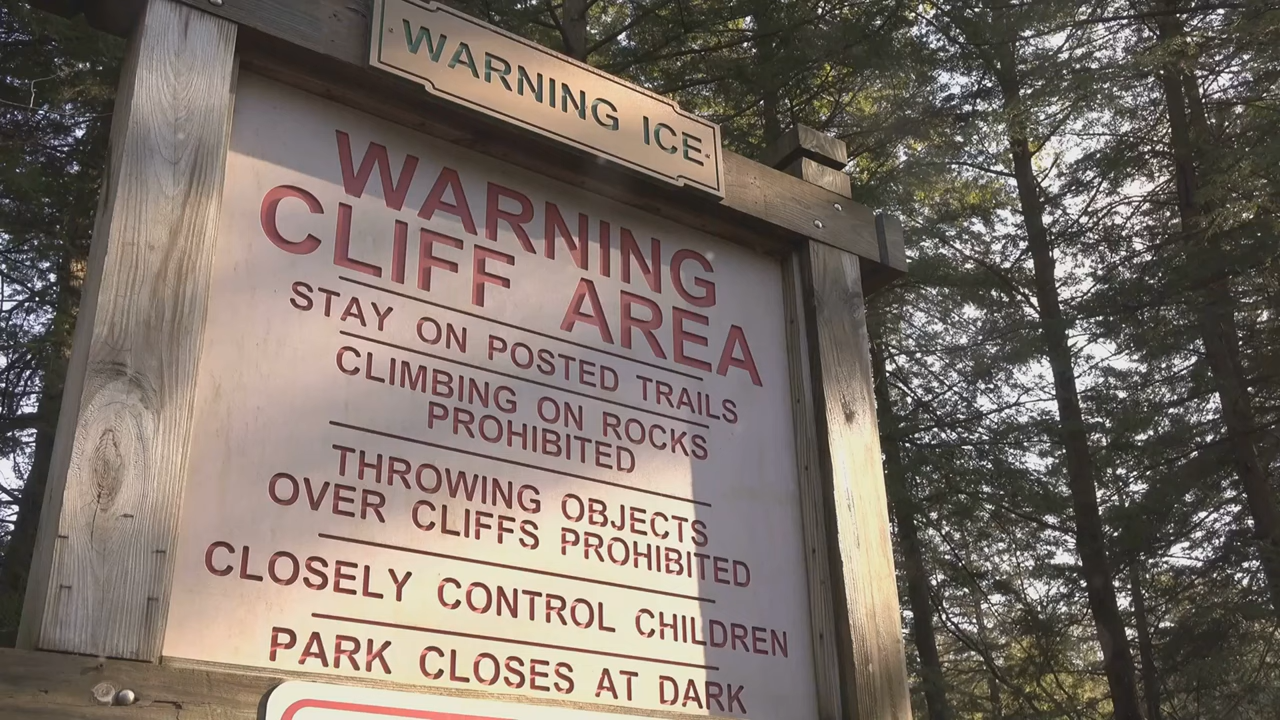 WARNING ICE
WARNING
CLIFF AREA
STAY ON POSTED TRAILS
CLIMBING ON ROCKS
PROHIBITED
THROWING OBJECTS
OVER CLIFFS PROHIBITED
CLOSELY CONTROL CHILDREN
PARK CLOSES AT DARK